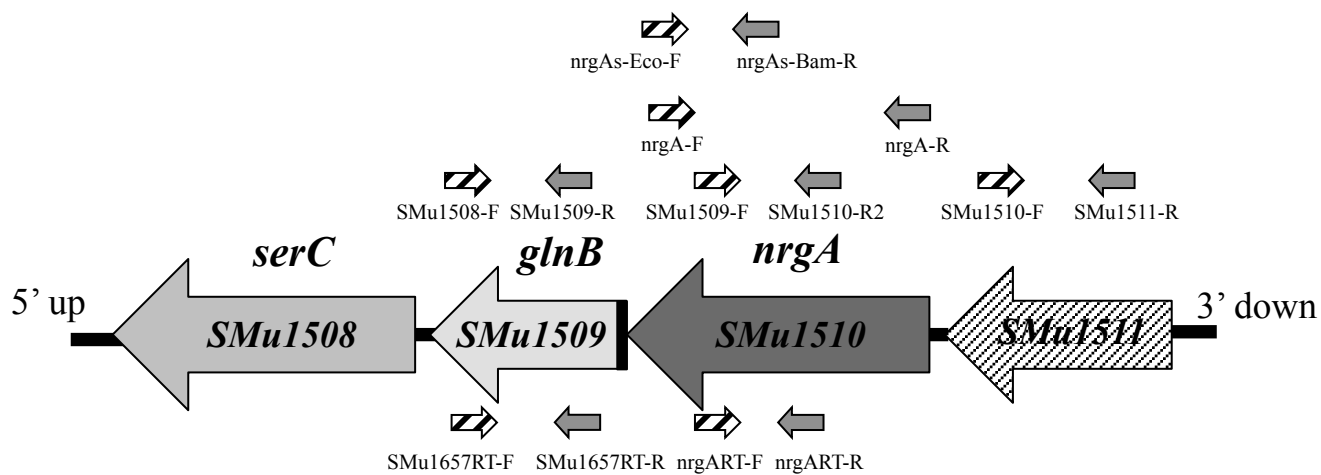 nrgAs-Eco-F nrgAs-Bam-R
nrgA-F nrgA-R
SMu1508-F SMu1509-R SMu1509-F SMu1510-R2 SMu1510-F SMu1511-R
serC glnB nrgA
5’ up SMu1508 SMu1509 SMu1510 SMu1511 3’ down
SMu1657RT-F SMu1657RT-R nrgART-F nrgART-R